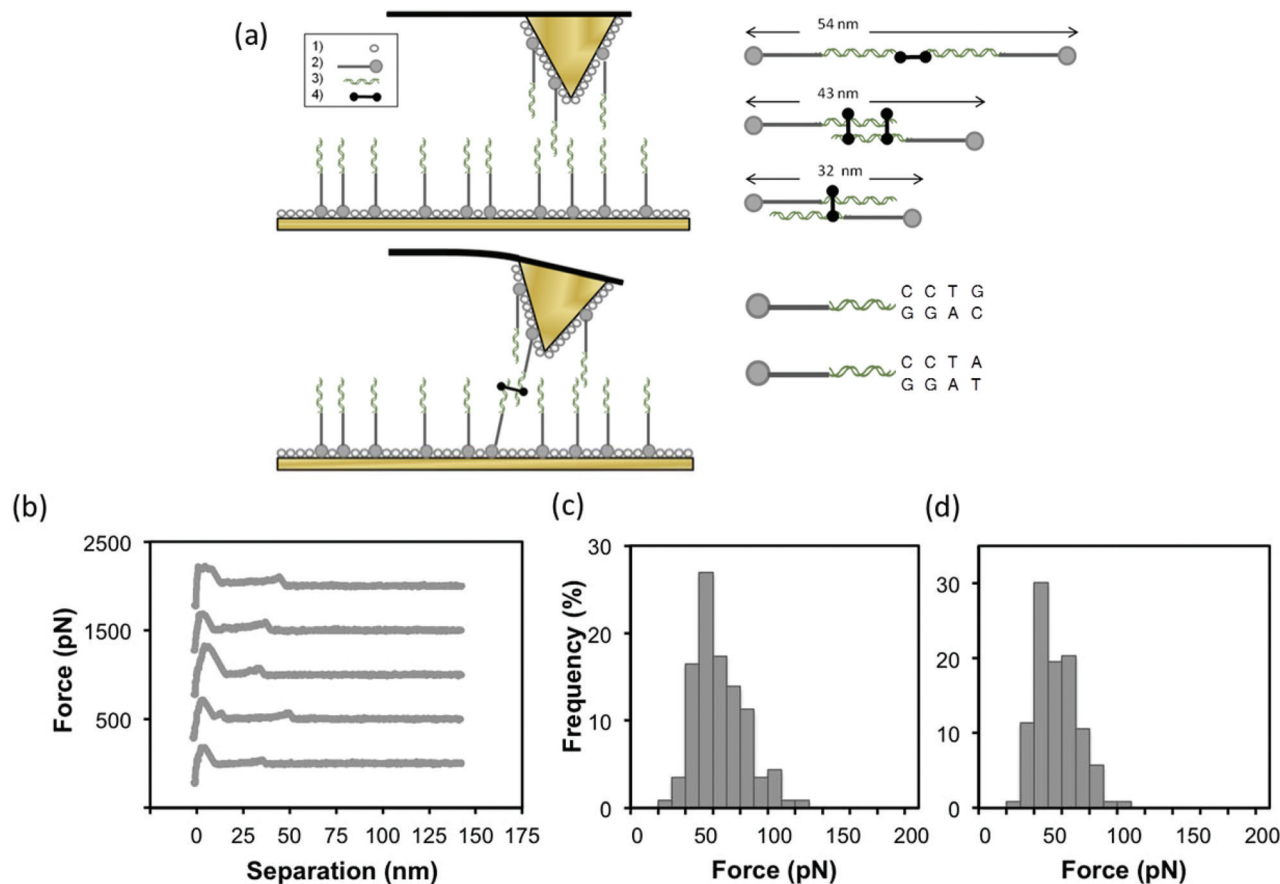 (a)
1)
2)
3)
4)
54 nm
43 nm
32 nm
C C T G
G G A C
C C T A
G G A T
(b)
2500
1500
500
Force (pN)
0 25 50 75 100 125 150 175
Separation (nm)
(c)
30
20
10
0
Frequency (%)
0 50 100 200
Force (pN)
(d)
30
20
10
0
0 50 100 200
Force (pN)